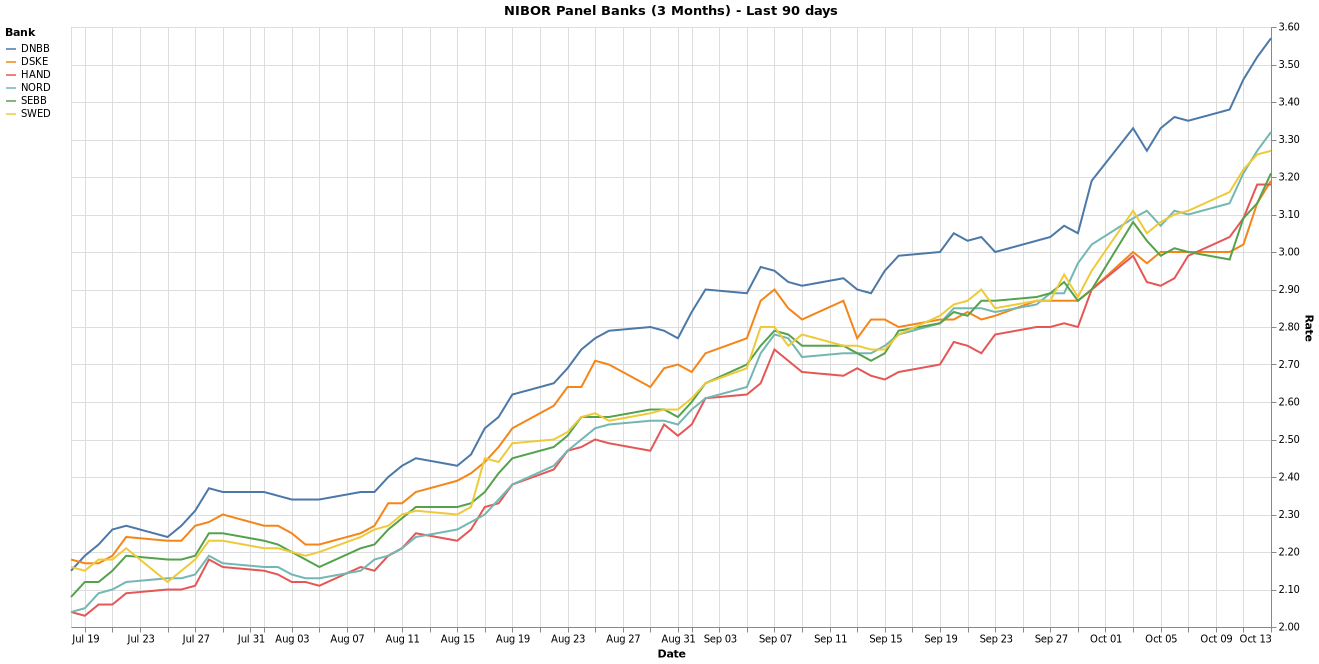 NIBOR Panel Banks (3 Months) - Last 90 days
Bank
DNBB
DSKE
HAND
NORD
SEBB
SWED
3.60
3.50
3.40
3.30
3.20
3.10
3.00
2.90
2.80
2.70
2.60
2.50
2.40
2.30
2.20
2.10
2.00
Rate
Jul 19 Jul 23 Jul 27 Jul 31 Aug 03 Aug 07 Aug 11 Aug 15 Aug 19 Aug 23 Aug 27 Aug 31 Sep 03 Sep 07 Sep 11 Sep 15 Sep 19 Sep 23 Sep 27 Oct 01 Oct 05 Oct 09 Oct 13
Date